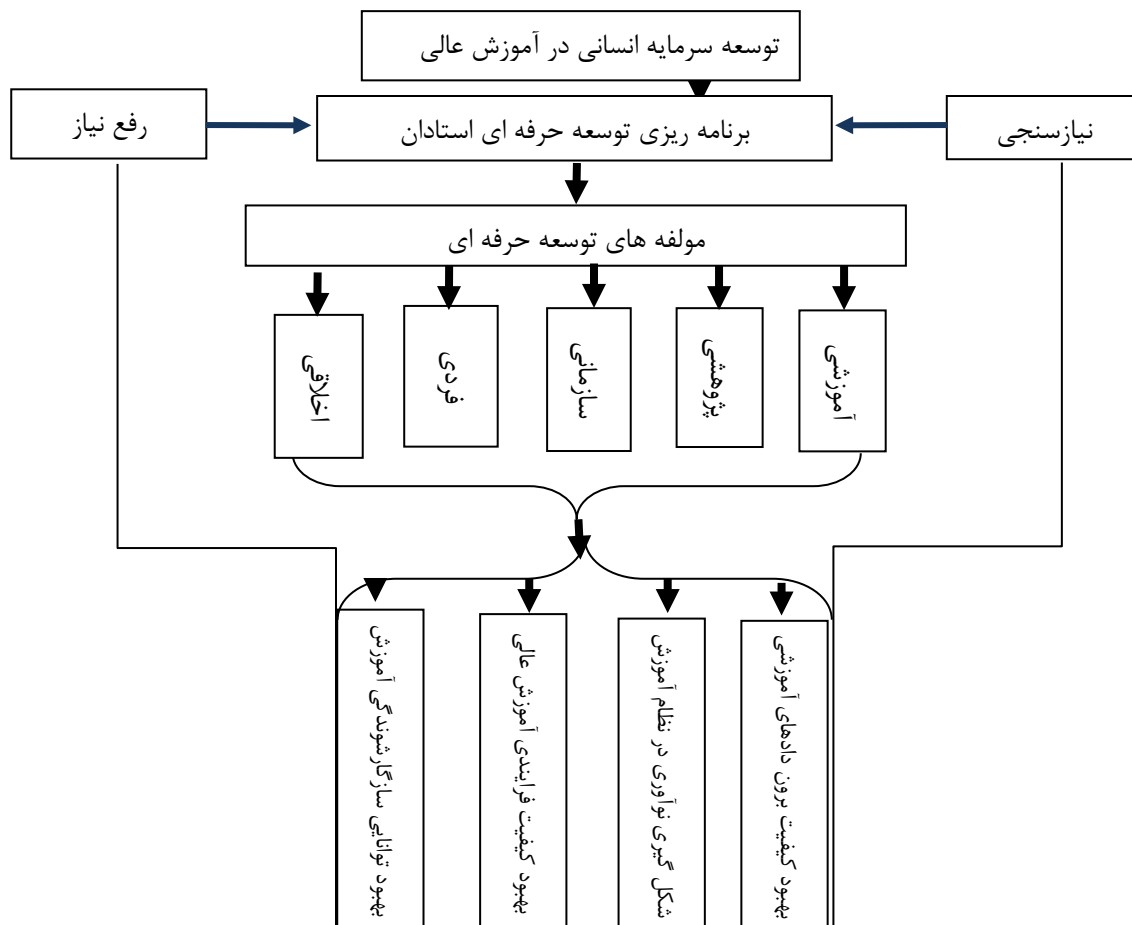 توسعه سرمایه انسانی در آموزش عالی
نیازسنجی
برنامه ریزی توسعه حرفه ای استادان
رفع نیاز
مولفه های توسعه حرفه ای
آموزشی
پژوهشی
سازمانی
فردی
اخلاقی
بهبود کیفیت برون دادهای آموزشی
شکل گیری نوآوری در نظام آموزش
بهبود کیفیت فرایندی آموزش عالی
بهبود توانایی سازگارشوندگی آموزش